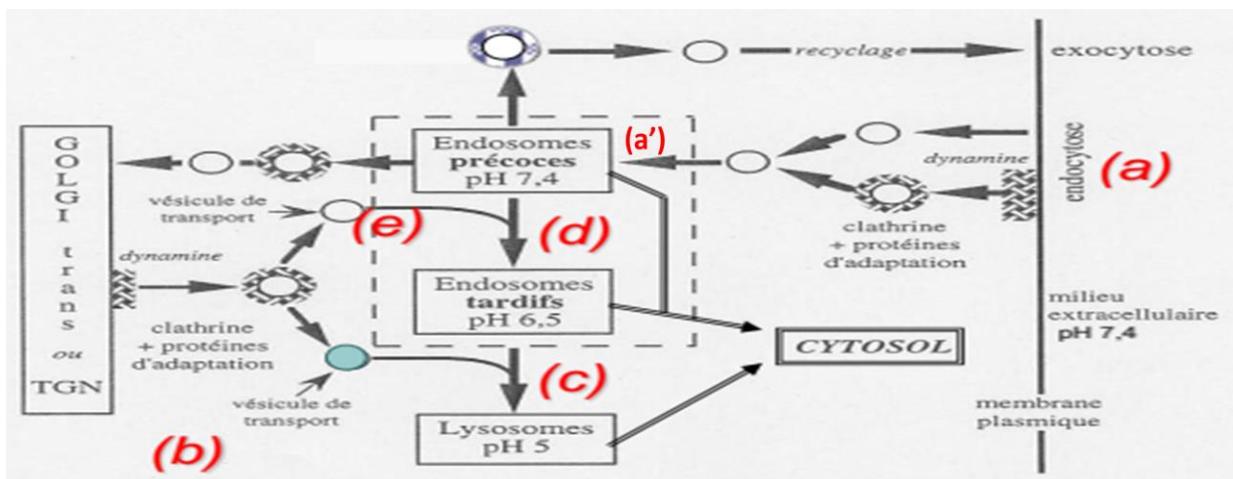 recyclage
exocytose
GOLGI
trans
ou
TGN
Endosomes
précoces
pH 7,4
(a')
dynamine
endocytose
(a)
vésicule de
transport
(e)
(d)
clathrine
+ protéines
d'adaptation
dynamine
Endosomes
tardifs
pH 6,5
milieu
extracellulaire
pH 7,4
clathrine
+ protéines
d'adaptation
CYTOSOL
(c)
vésicule de
transport
(b)
Lysosomes
pH 5
membrane
plasmique